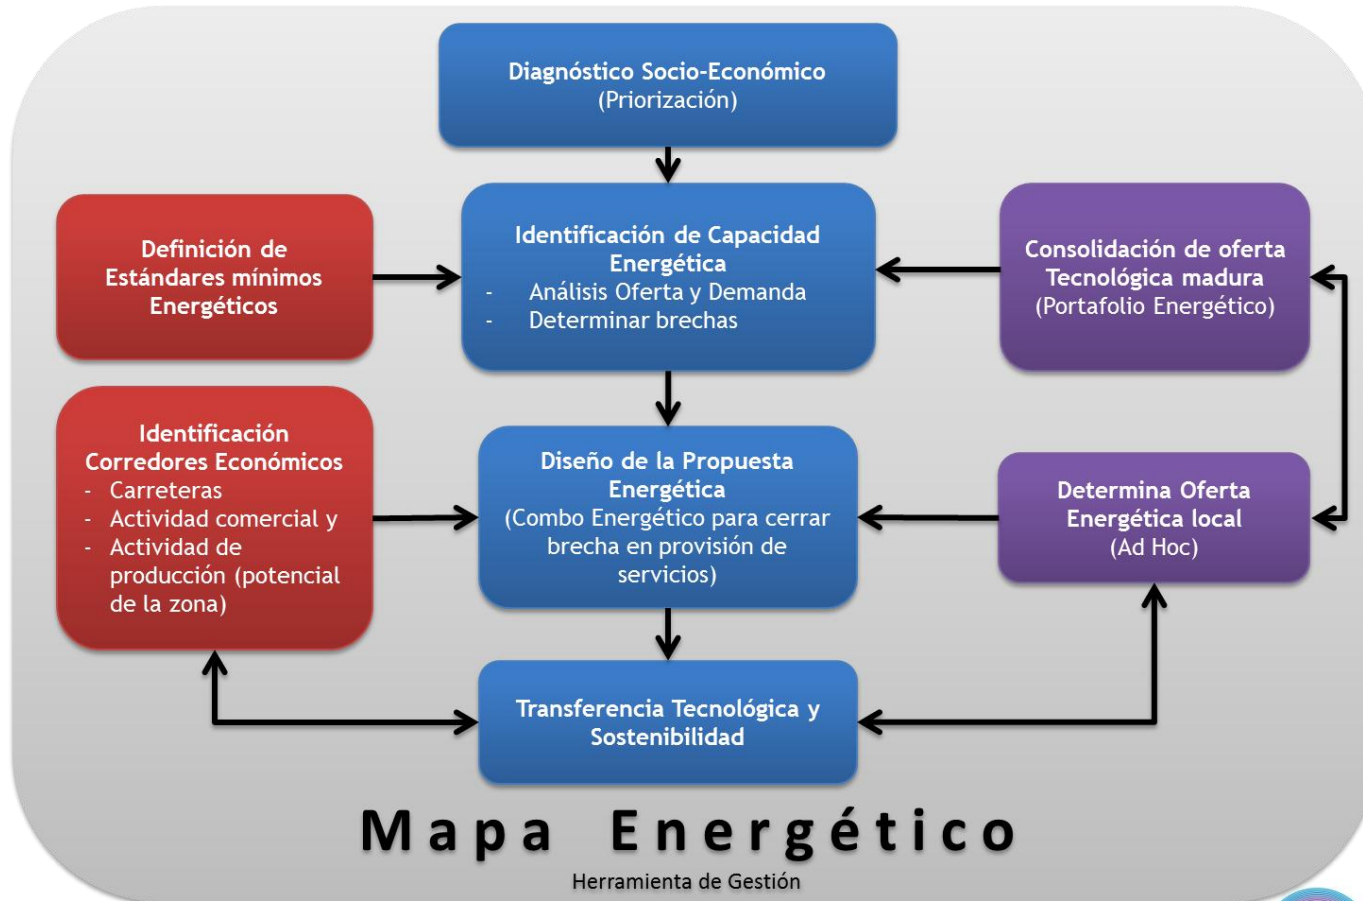 Diagnóstico Socio-Económico
(Priorización)
Definición de
Estándares mínimos
Energéticos
Identificación de Capacidad
Energética
- Análisis Oferta y Demanda
- Determinar brechas
Consolidación de oferta
Tecnológica madura
(Portafolio Energético)
Identificación
Corredores Económicos
- Carreteras
- Actividad comercial y
- Actividad de
producción (potencial
de la zona)
Diseño de la Propuesta
Energética
(Combo Energético para cerrar
brecha en provisión de
servicios)
Determina Oferta
Energética local
(Ad Hoc)
Transferencia Tecnológica y
Sostenibilidad
Mapa Energético
Herramienta de Gestión